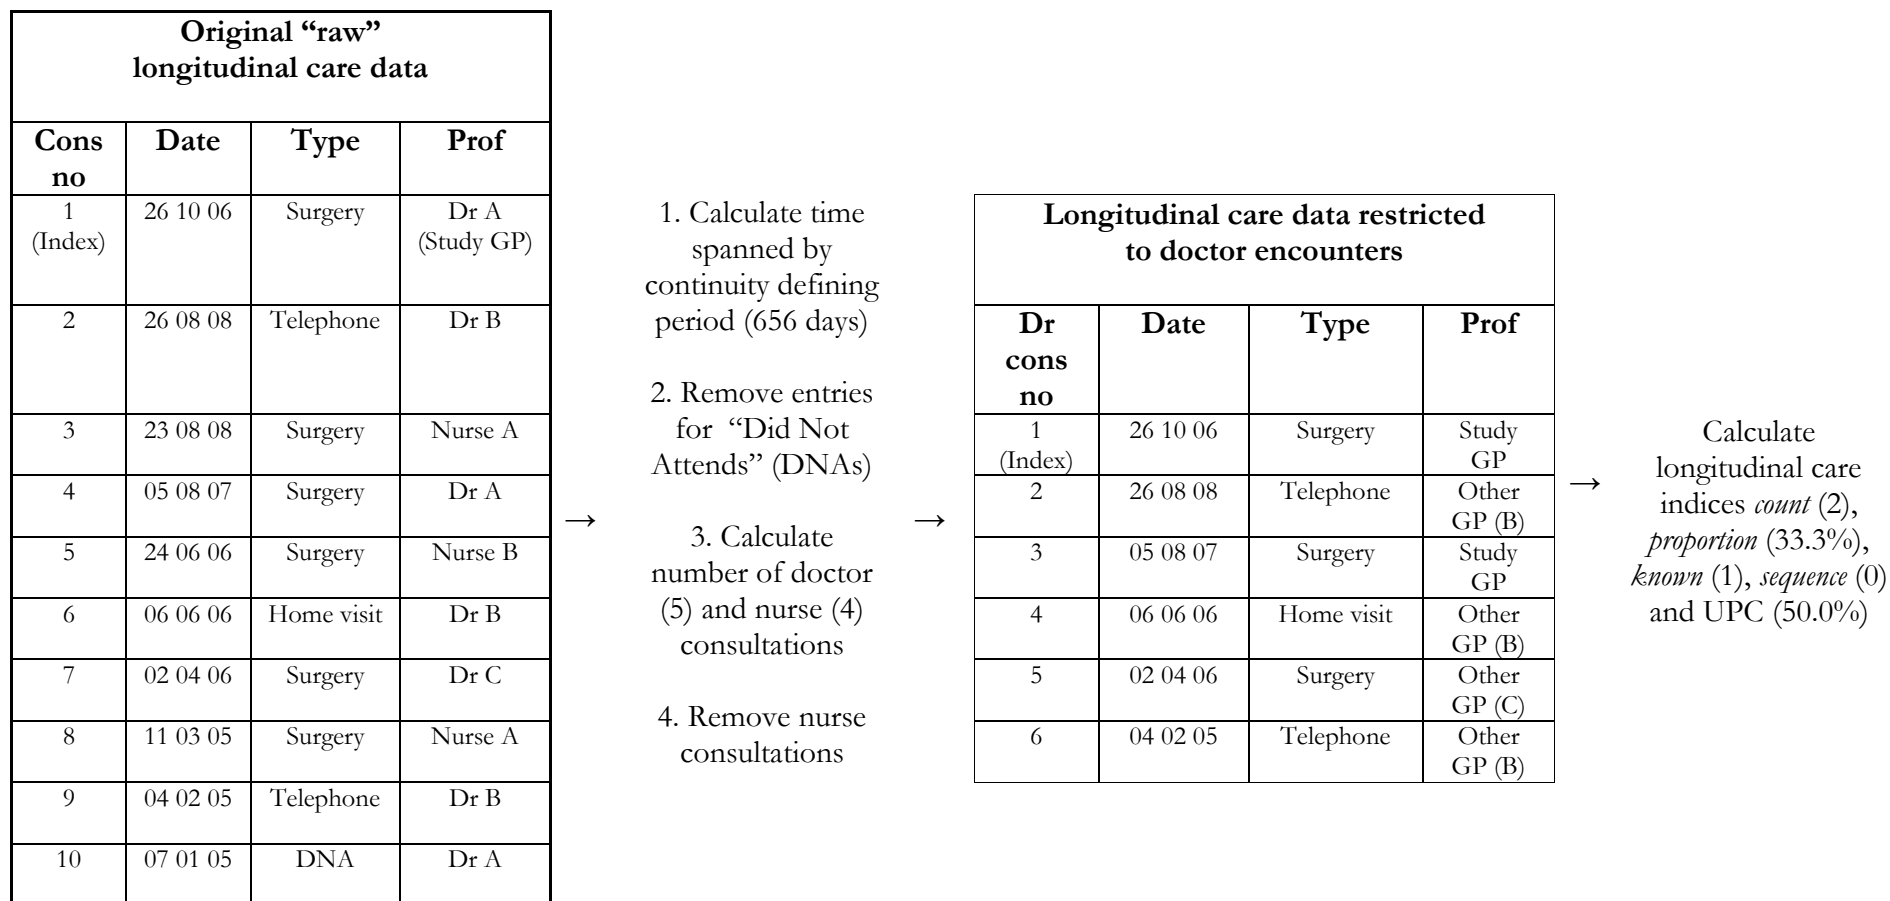 Original “raw”
longitudinal care data
Cons no Date Type Prof
1 (Index) 26 10 06 Surgery Dr A (Study GP)
2 26 08 08 Telephone Dr B
3 23 08 08 Surgery Nurse A
4 05 08 07 Surgery Dr A
5 24 06 06 Surgery Nurse B
6 06 06 06 Home visit Dr B
7 02 04 06 Surgery Dr C
8 11 03 05 Surgery Nurse A
9 04 02 05 Telephone Dr B
10 07 01 05 DNA Dr A
→
1. Calculate time
spanned by
continuity defining
period (656 days)
2. Remove entries
for “Did Not
Attends” (DNAs)
3. Calculate
number of doctor
(5) and nurse (4)
consultations
4. Remove nurse
consultations
→
Longitudinal care data restricted
to doctor encounters
Dr cons no Date Type Prof
1 (Index) 26 10 06 Surgery Study GP
2 26 08 08 Telephone Other GP (B)
3 05 08 07 Surgery Study GP
4 06 06 06 Home visit Other GP (B)
5 02 04 06 Surgery Other GP (C)
6 04 02 05 Telephone Other GP (B)
→
Calculate
longitudinal care
indices count (2),
proportion (33.3%),
known (1), sequence (0)
and UPC (50.0%)